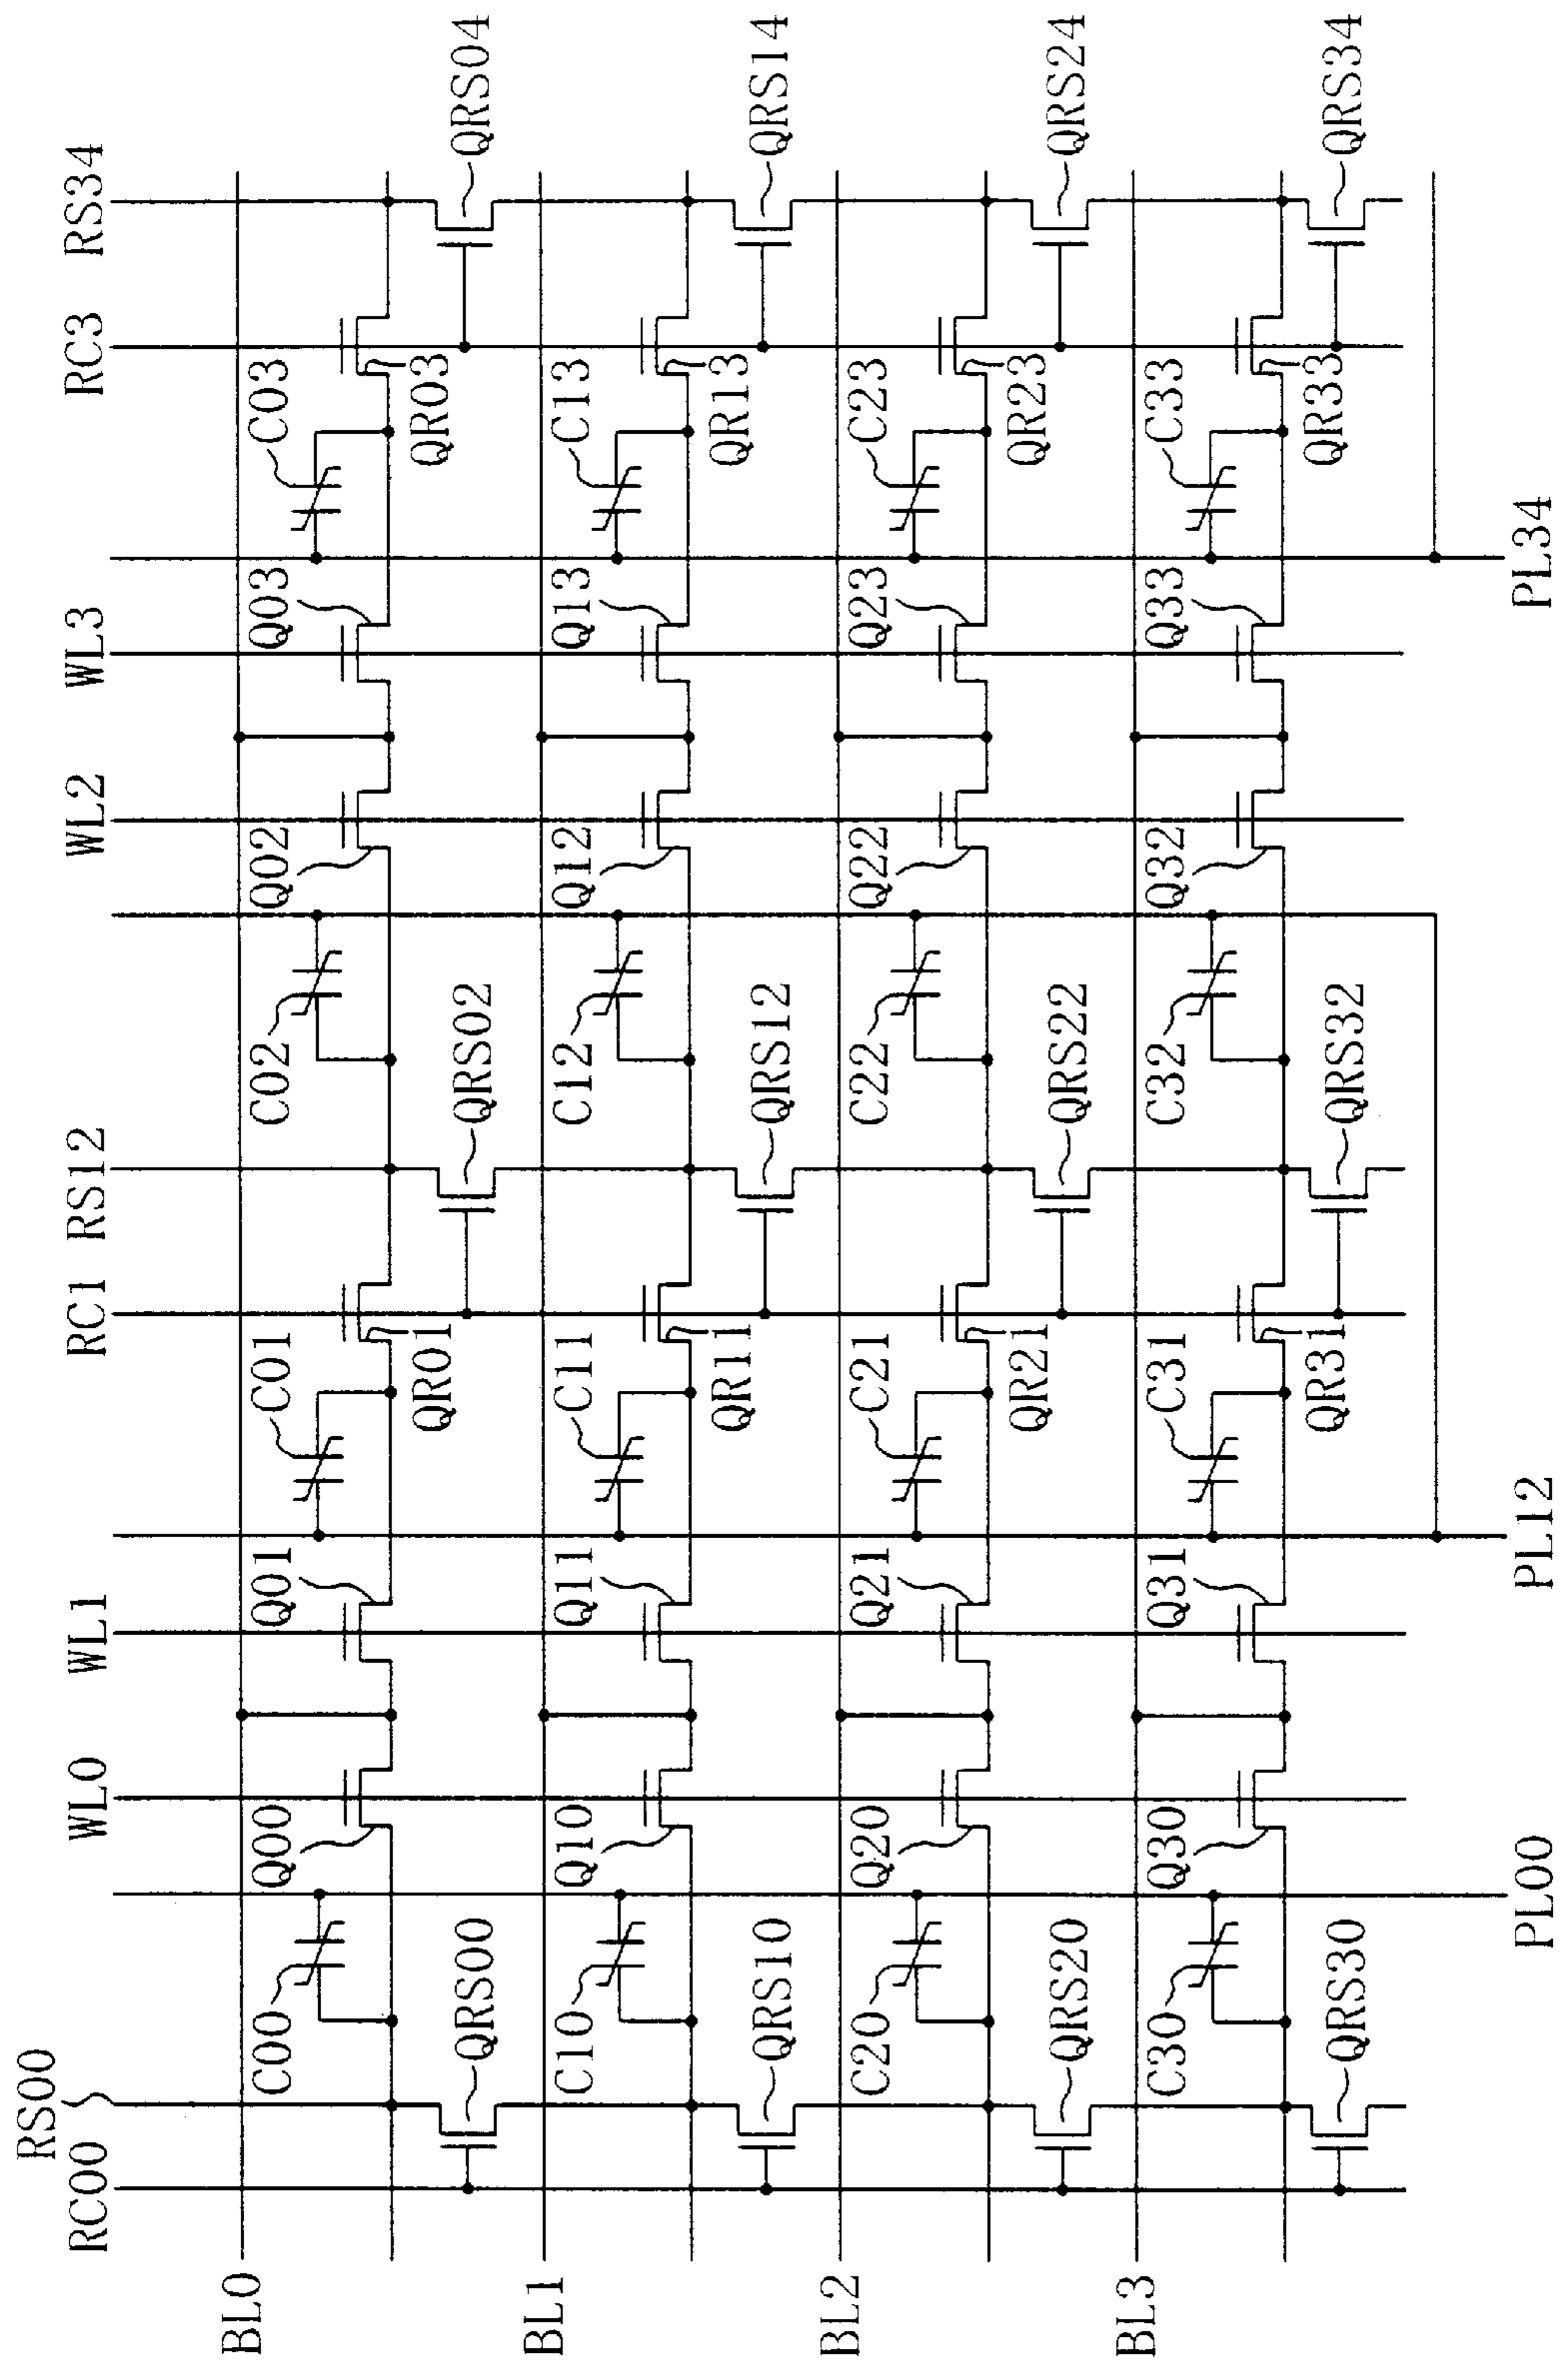 RS00
RC00
WL0
WL1
RC1
RS12
WL2
WL3
RC3
RS34
BL0
C00
Q00
Q01
C01
C02
Q02
Q03
C03
QR01
QR03
QRS00
QRS02
QRS04
BL1
C10
Q10
Q11
C11
C12
Q12
Q13
C13
QR11
QR13
QRS10
QRS12
QRS14
BL2
C20
Q20
Q21
C21
C22
Q22
Q23
C23
QR21
QR23
QRS20
QRS22
QRS24
BL3
C30
Q30
Q31
C31
C32
Q32
Q33
C33
QR31
QR33
QRS30
QRS32
QRS34
PL00
PL12
PL34